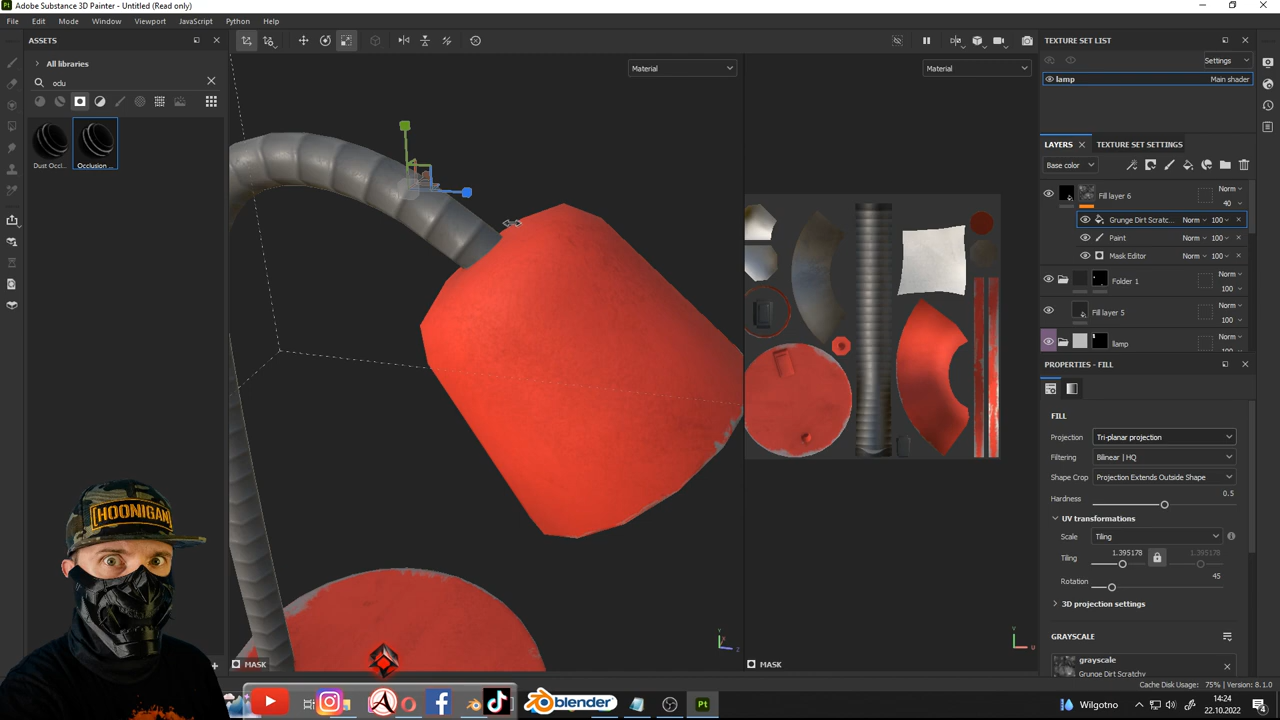 Adobe Substance 3D Painter - Untitled (Read only)
File Edit Mode Window Viewport JavaScript Python Help
ASSETS
All libraries
oclu
Dust Occl... Occlusion ...
Material
Material
MASK
MASK
TEXTURE SET LIST
Settings
lamp Main shader
LAYERS TEXTURE SET SETTINGS
Base color
Fill layer 6 Norm 40
Grunge Dirt Scratc... Norm 100
Paint Norm 100
Mask Editor Norm 100
Folder 1 Norm 100
Fill layer 5 Norm 100
llamp Norm 100
PROPERTIES - FILL
FILL
Projection Tri-planar projection
Filtering Bilinear | HQ
Shape Crop Projection Extends Outside Shape
Hardness 0.5
UV transformations
Scale Tiling
Tiling 1.395178 1.395178
Rotation 45
3D projection settings
GRAYSCALE
grayscale
Grunge Dirt Scratchy
Cache Disk Usage: 75% | Version: 8.1.0
HOONIGAN
blender
Pt
Wilgotno
14:24
22.10.2022